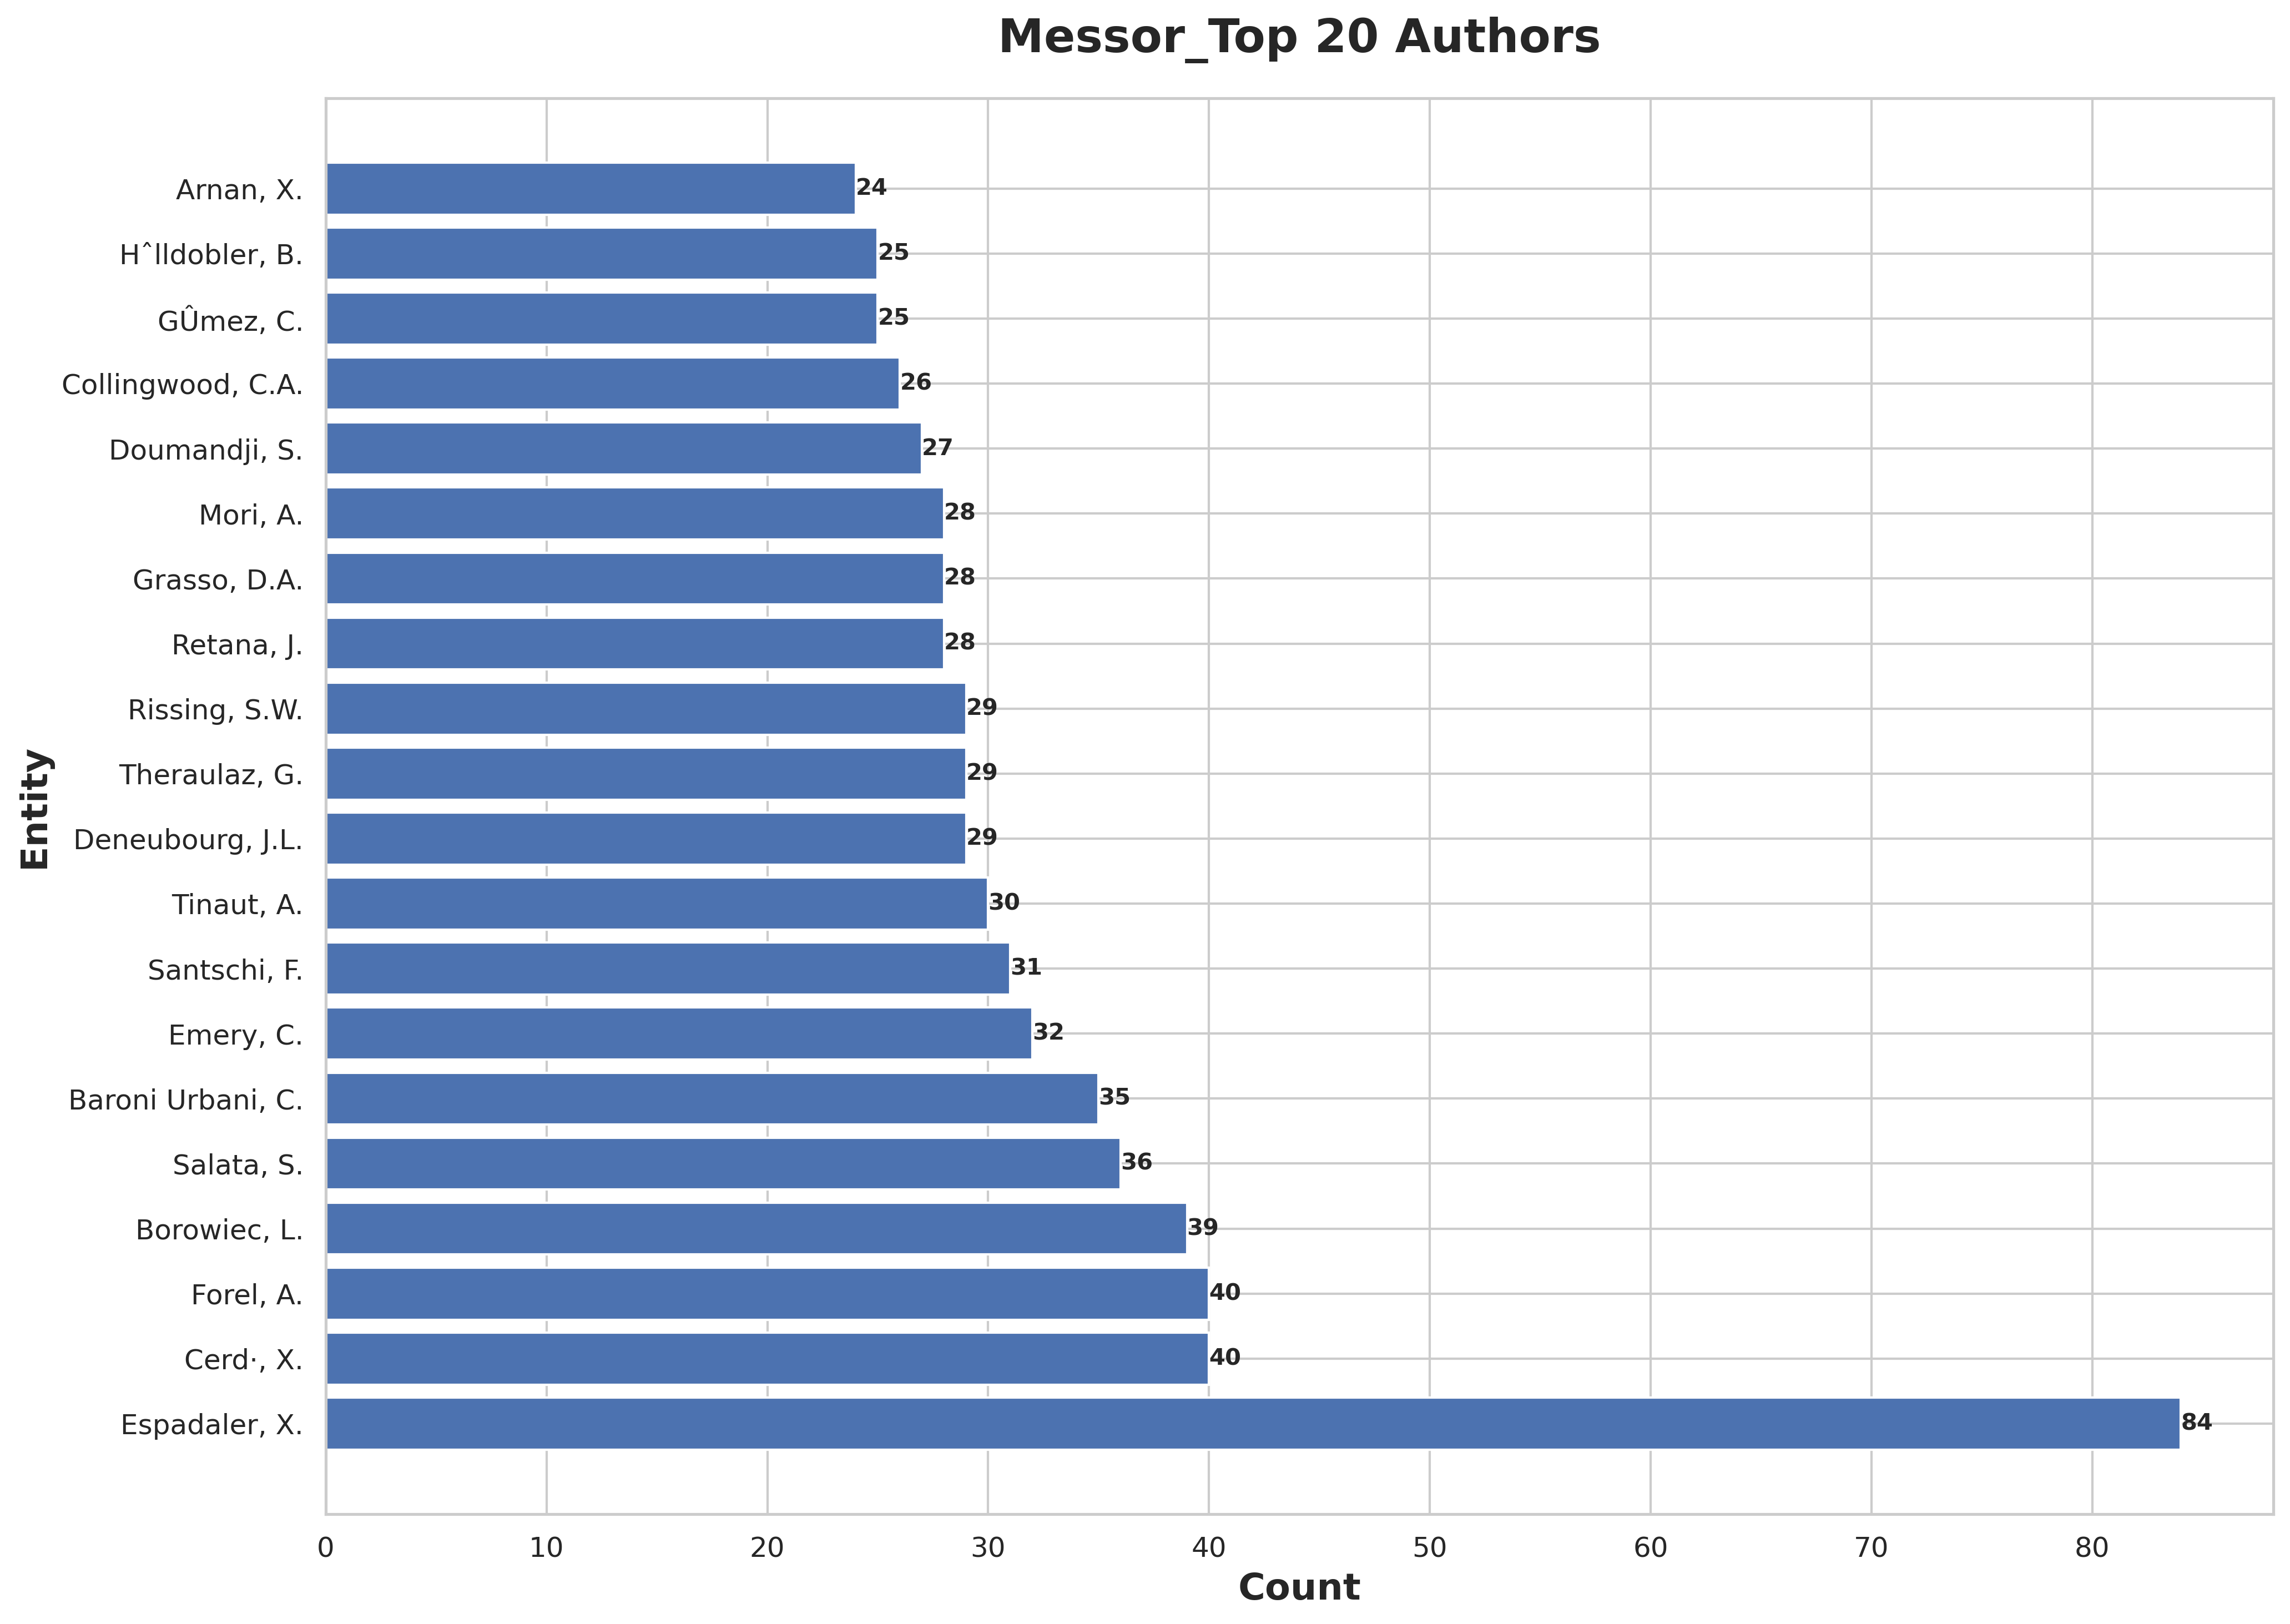 Messor_Top 20 Authors
Arnan, X. 24
Hˆlldobler, B. 25
GÛmez, C. 25
Collingwood, C.A. 26
Doumandji, S. 27
Mori, A. 28
Grasso, D.A. 28
Retana, J. 28
Rissing, S.W. 29
Theraulaz, G. 29
Deneubourg, J.L. 29
Tinaut, A. 30
Santschi, F. 31
Emery, C. 32
Baroni Urbani, C. 35
Salata, S. 36
Borowiec, L. 39
Forel, A. 40
Cerd·, X. 40
Espadaler, X. 84
Entity
0 10 20 30 40 50 60 70 80
Count